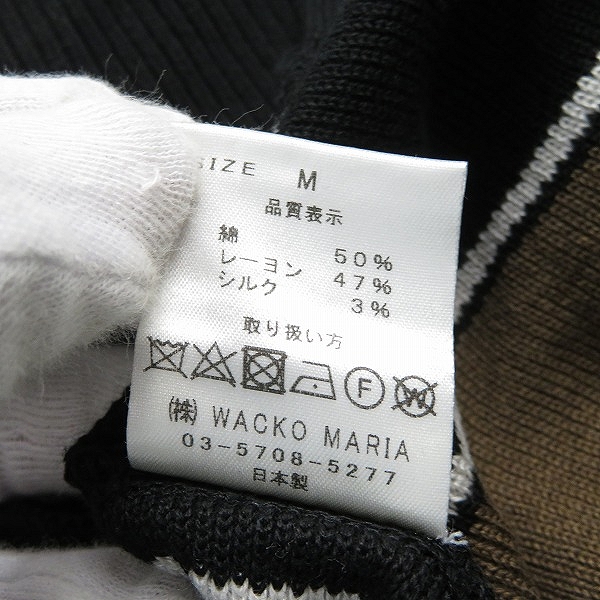 SIZE M
品質表示
綿 50%
レーヨン 47%
シルク 3%
取り扱い方
F W
㈱ WACKO MARIA
03-5708-5277
日本製